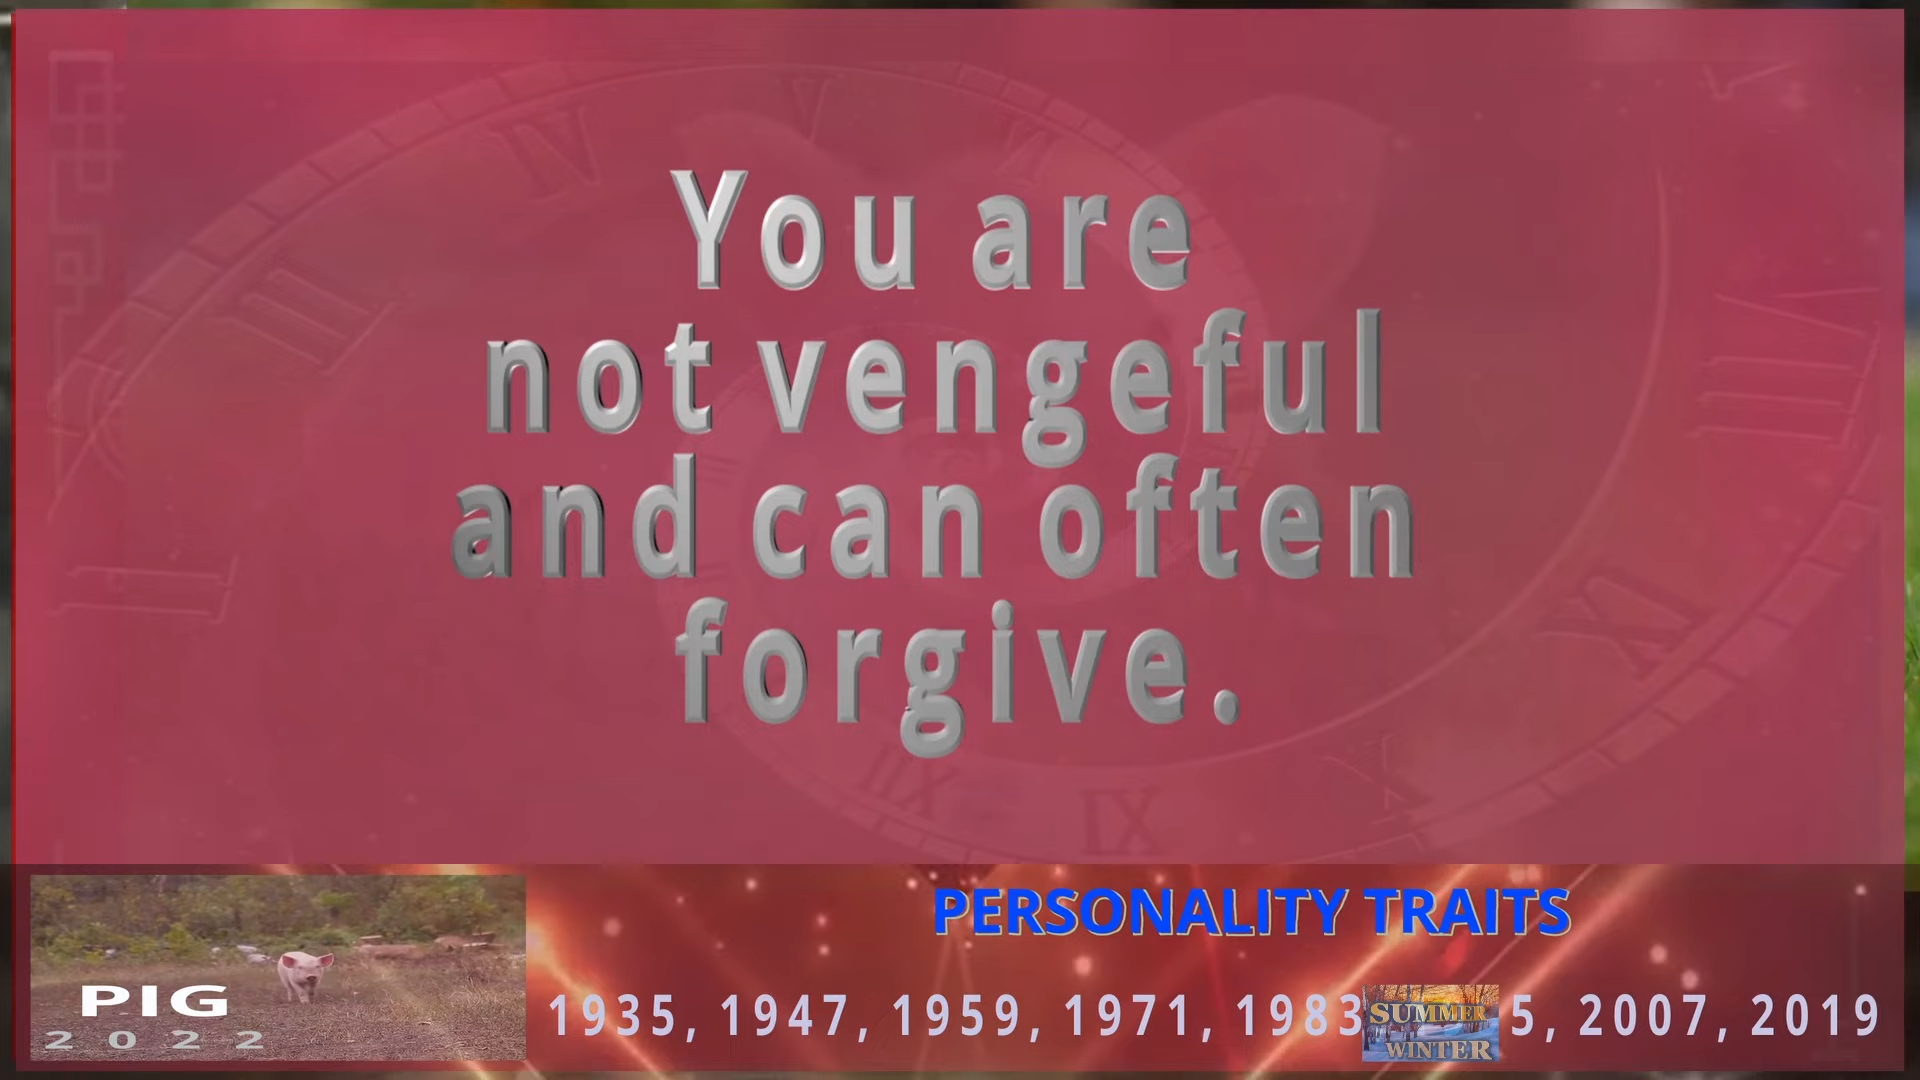 You are
not vengeful
and can often
forgive.
PERSONALITY TRAITS
PIG
2022
1935, 1947, 1959, 1971, 1983
SUMMER
WINTER
5, 2007, 2019